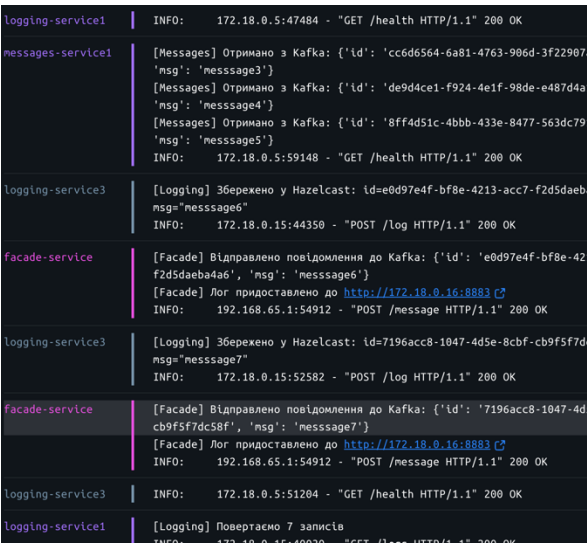 logging-service1 INFO: 172.18.0.5:47484 - "GET /health HTTP/1.1" 200 OK
messages-service1 [Messages] Отримано з Kafka: {'id': 'cc6d6564-6a81-4763-906d-3f22907
'msg': 'messsage3'}
[Messages] Отримано з Kafka: {'id': 'de9d4ce1-f924-4e1f-98de-e487d4a
'msg': 'messsage4'}
[Messages] Отримано з Kafka: {'id': '8ff4d51c-4bbb-433e-8477-563dc79
'msg': 'messsage5'}
INFO: 172.18.0.5:59148 - "GET /health HTTP/1.1" 200 OK
logging-service3 [Logging] Збережено у Hazelcast: id=e0d97e4f-bf8e-4213-acc7-f2d5daeb
msg="messsage6"
INFO: 172.18.0.15:44350 - "POST /log HTTP/1.1" 200 OK
facade-service [Facade] Відправлено повідомлення до Kafka: {'id': 'e0d97e4f-bf8e-42
f2d5daeba4a6', 'msg': 'messsage6'}
[Facade] Лог придоставлено до http://172.18.0.16:8883
INFO: 192.168.65.1:54912 - "POST /message HTTP/1.1" 200 OK
logging-service3 [Logging] Збережено у Hazelcast: id=7196acc8-1047-4d5e-8cbf-cb9f5f7d
msg="messsage7"
INFO: 172.18.0.15:52582 - "POST /log HTTP/1.1" 200 OK
facade-service [Facade] Відправлено повідомлення до Kafka: {'id': '7196acc8-1047-4d
cb9f5f7dc58f', 'msg': 'messsage7'}
[Facade] Лог придоставлено до http://172.18.0.16:8883
INFO: 192.168.65.1:54912 - "POST /message HTTP/1.1" 200 OK
logging-service3 INFO: 172.18.0.5:51204 - "GET /health HTTP/1.1" 200 OK
logging-service1 [Logging] Повертаємо 7 записів